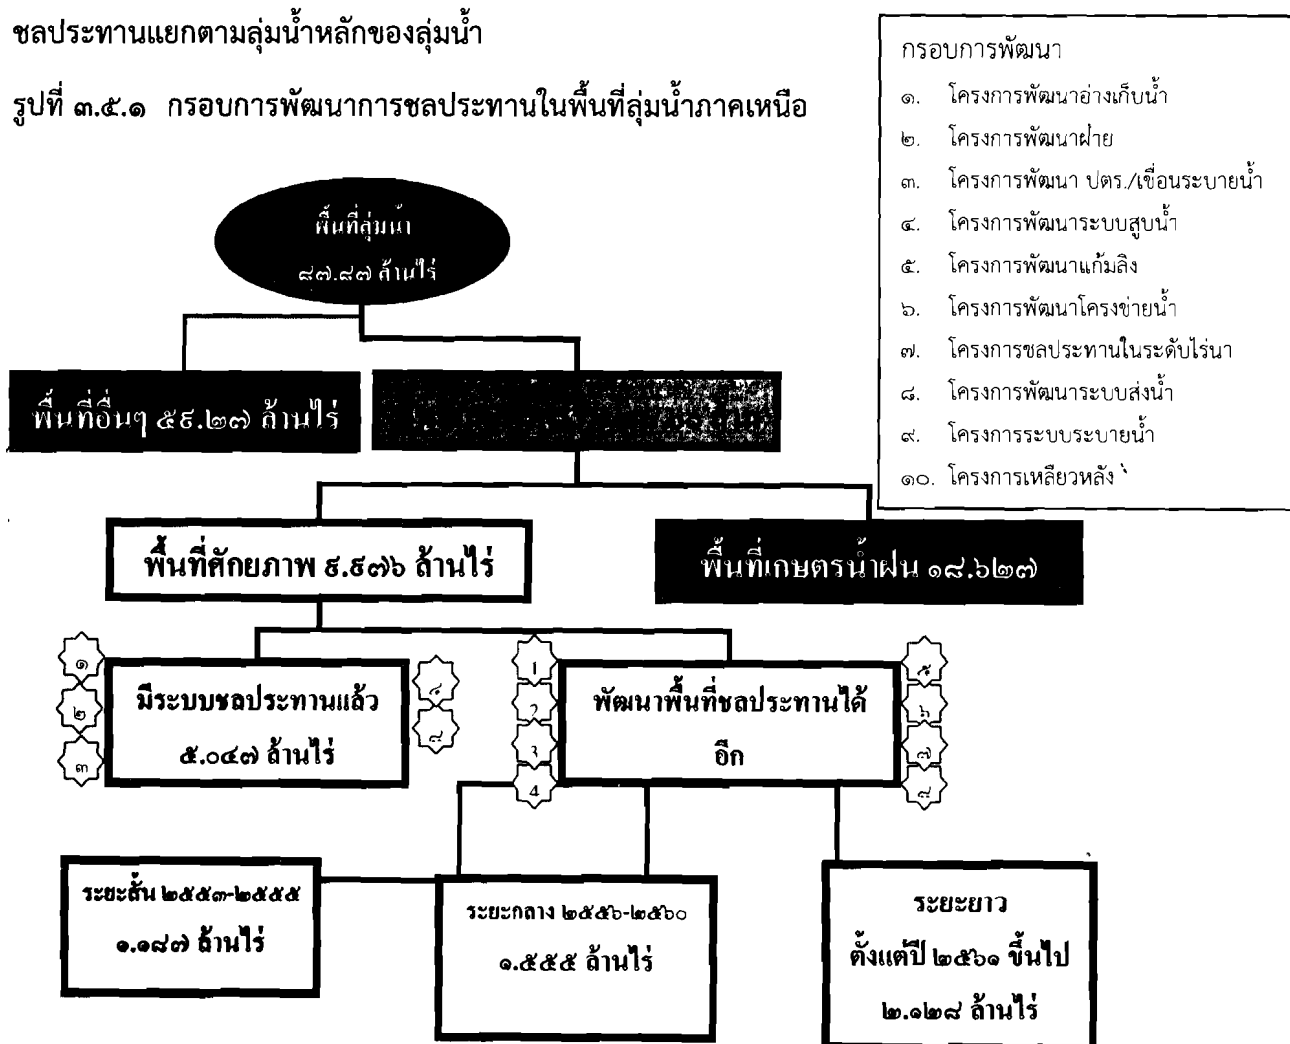 ชลประทานแยกตามลุ่มน้ำหลักของลุ่มน้ำ
รูปที่ ๓.๕.๑ กรอบการพัฒนาการชลประทานในพื้นที่ลุ่มน้ำภาคเหนือ
กรอบการพัฒนา
๑. โครงการพัฒนาอ่างเก็บน้ำ
๒. โครงการพัฒนาฝาย
๓. โครงการพัฒนา ปตร./เขื่อนระบายน้ำ
๔. โครงการพัฒนาระบบสูบน้ำ
๕. โครงการพัฒนาแก้มลิง
๖. โครงการพัฒนาโครงข่ายน้ำ
๗. โครงการชลประทานในระดับไร่นา
๘. โครงการพัฒนาระบบส่งน้ำ
๙. โครงการระบบระบายน้ำ
๑๐. โครงการเหลียวหลัง
พื้นที่ลุ่มน้ำ
๘๗.๘๗ ล้านไร่
พื้นที่อื่นๆ ๕๙.๒๗ ล้านไร่
พื้นที่ศักยภาพ ๙.๙๗๖ ล้านไร่
พื้นที่เกษตรน้ำฝน ๑๘.๖๒๗
๑
๒
๓
มีระบบชลประทานแล้ว
๕.๐๔๗ ล้านไร่
๘
1
2
3
4
พัฒนาพื้นที่ชลประทานได้
อีก
๕
๖
๗
๘
ระยะสั้น ๒๕๕๓-๒๕๕๕
๑.๑๘๗ ล้านไร่
ระยะกลาง ๒๕๕๖-๒๕๖๐
๑.๕๕๕ ล้านไร่
ระยะยาว
ตั้งแต่ปี ๒๕๖๑ ขึ้นไป
๒.๑๒๘ ล้านไร่